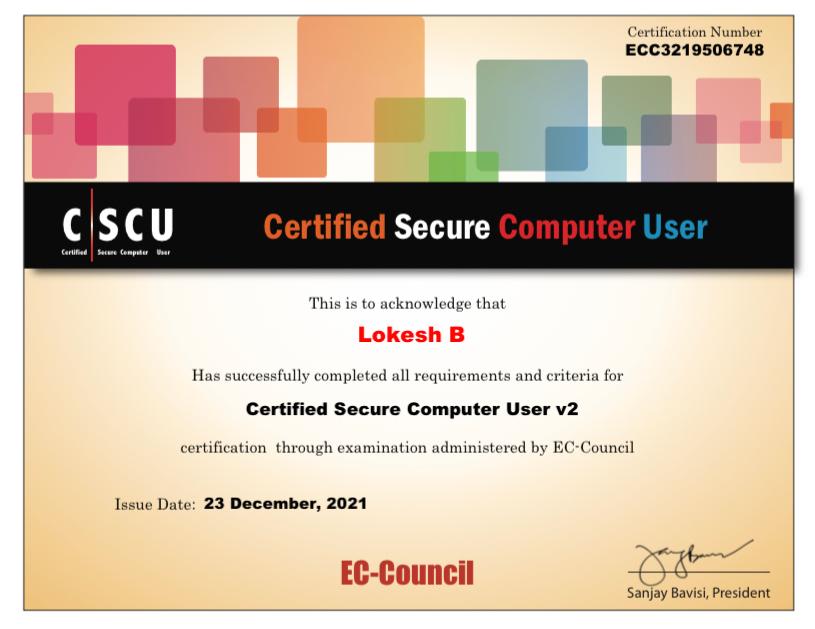 Certification Number
ECC3219506748
CSCU
Certified Secure Computer User
Certified Secure Computer User
This is to acknowledge that
Lokesh B
Has successfully completed all requirements and criteria for
Certified Secure Computer User v2
certification through examination administered by EC-Council
Issue Date: 23 December, 2021
EC-Council
Sanjay Bavisi, President